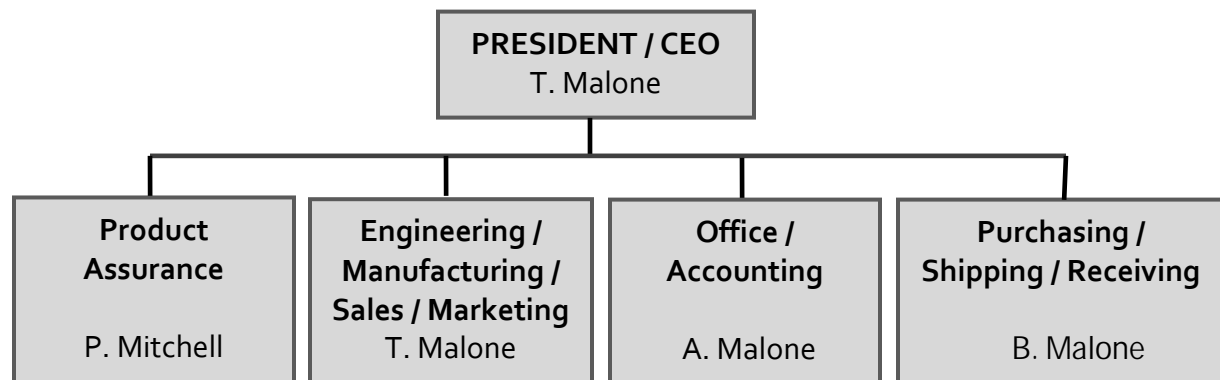 PRESIDENT / CEO
T. Malone
Product
Assurance
P. Mitchell
Engineering /
Manufacturing /
Sales / Marketing
T. Malone
Office /
Accounting
A. Malone
Purchasing /
Shipping / Receiving
B. Malone